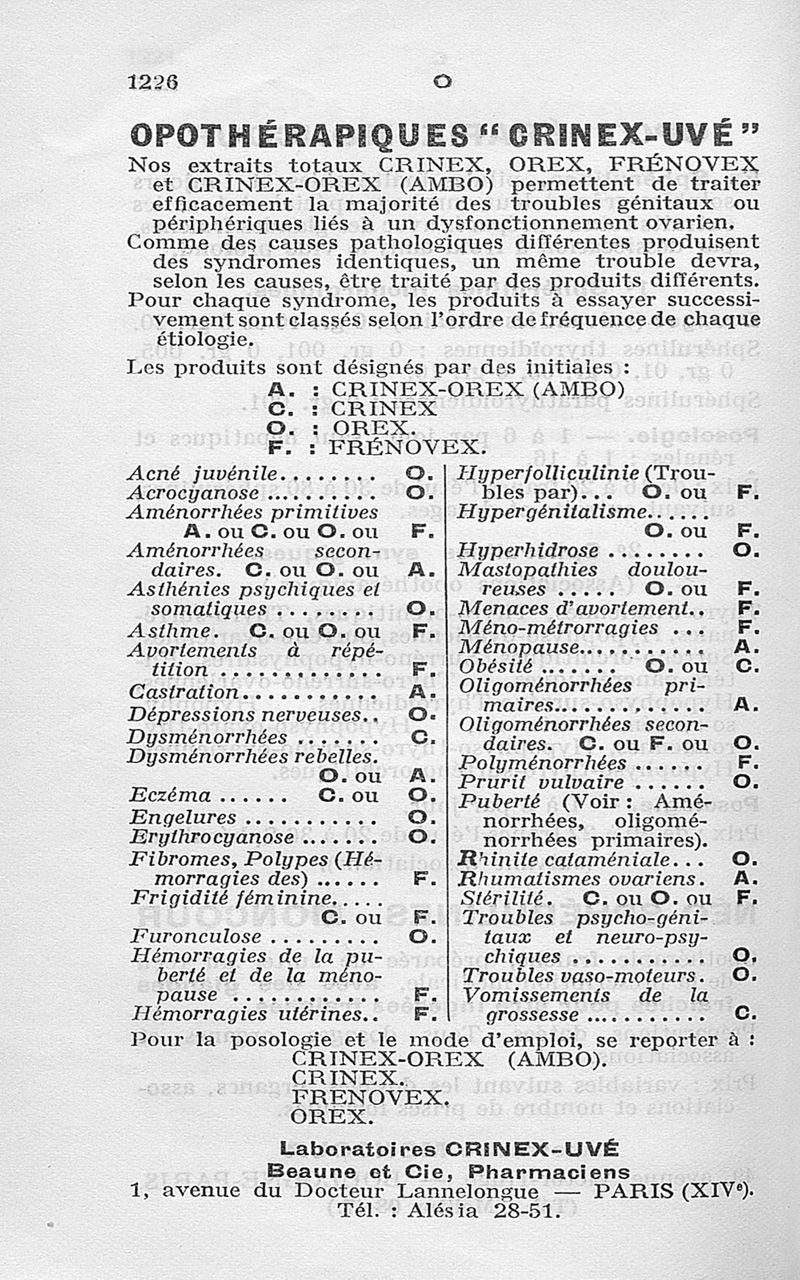 1226
O
OPOTHÉRAPIQUES “ CRINEX-UVÉ ”
Nos extraits totaux CRINEX, OREX, FRÉNOVEX
et CRINEX-OREX (AMBO) permettent de traiter
efficacement la majorité des troubles génitaux ou
périphériques liés à un dysfonctionnement ovarien.
Comme des causes pathologiques différentes produisent
des syndromes identiques, un même trouble devra,
selon les causes, être traité par des produits différents.
Pour chaque syndrome, les produits à essayer successi-
vement sont classés selon l'ordre de fréquence de chaque
étiologie.
Les produits sont désignés par des initiales :
A. : CRINEX-OREX (AMBO)
C. : CRINEX
O. : OREX.
F. : FRÉNOVEX.
Acné juvénile........ O.
Acrocyanose .......... O.
Aménorrhées primitives
A. ou C. ou O. ou F.
Aménorrhées secon-
daires. C. ou O. ou A.
Asthénies psychiques et
somatiques ........ O.
Asthme. C. ou O. ou F.
Avortements à répé-
tition ............. F.
Castration........... A.
Dépressions nerveuses.. O.
Dysménorrhées ....... C.
Dysménorrhées rebelles.
O. ou A.
Eczéma ...... C. ou O.
Engelures ........... O.
Erythrocyanose ....... O.
Fibromes, Polypes (Hé-
morragies des) ...... F.
Frigidité féminine.....
C. ou F.
Furonculose ......... O.
Hémorragies de la pu-
berté et de la méno-
pause ............ F.
Hémorragies utérines.. F.
Hyperfolliculinie (Trou-
bles par)... O. ou F.
Hypergénitalisme......
O. ou F.
Hyperhidrose ........ O.
Mastopathies doulou-
reuses ..... O. ou F.
Menaces d'avortement.. F.
Méno-métrorragies ... F.
Ménopause........... A.
Obésité ....... O. ou C.
Oligoménorrhées pri-
maires............. A.
Oligoménorrhées secon-
daires. C. ou F. ou O.
Polyménorrhées ...... F.
Prurit vulvaire ...... O.
Puberté (Voir : Amé-
norrhées, oligomé-
norrhées primaires).
Rhinite cataméniale... O.
Rhumatismes ovariens. A.
Stérilité. C. ou O. ou F.
Troubles psycho-géni-
taux et neuro-psy-
chiques ........... O.
Troubles vaso-moteurs. O.
Vomissements de la
grossesse ............ C.
Pour la posologie et le mode d'emploi, se reporter à :
CRINEX-OREX (AMBO).
CRINEX.
FRENOVEX.
OREX.
Laboratoires CRINEX-UVÉ
Beaune et Cie, Pharmaciens
1, avenue du Docteur Lannelongue — PARIS (XIVe).
Tél. : Alésia 28-51.